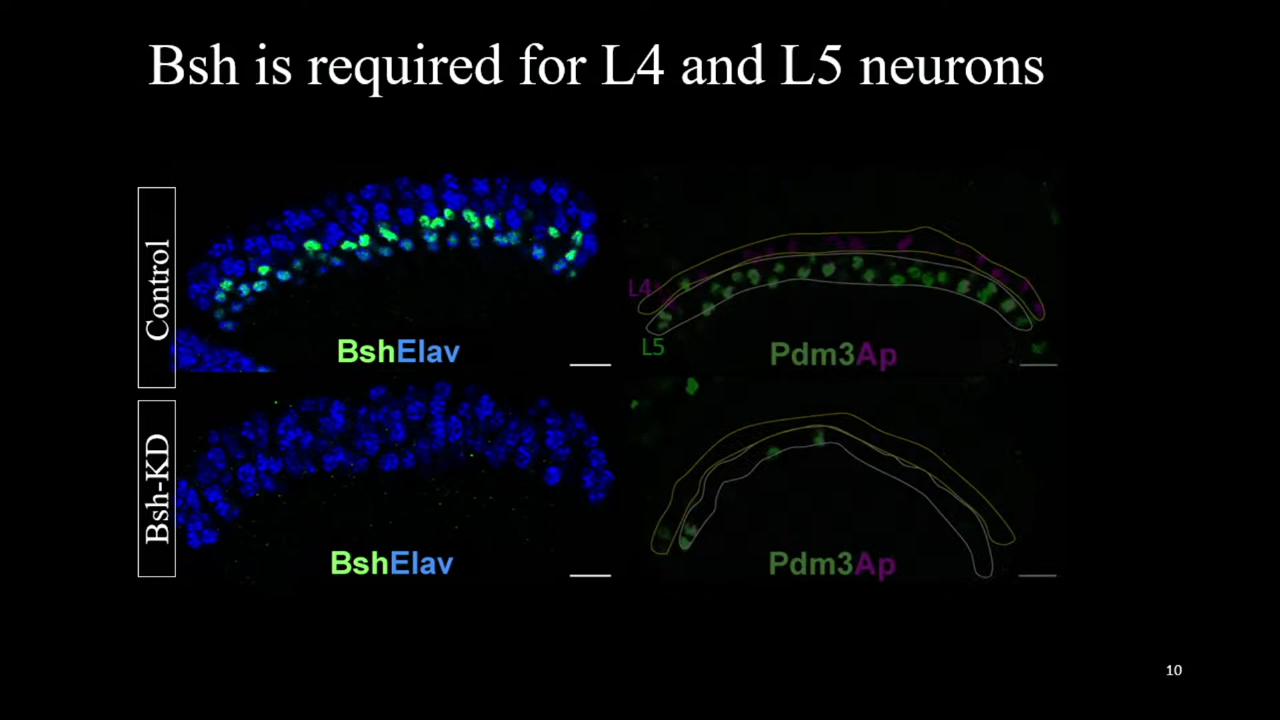 Bsh is required for L4 and L5 neurons
Control
BshElav
L4
L5
Pdm3Ap
Bsh-KD
BshElav
Pdm3Ap
10